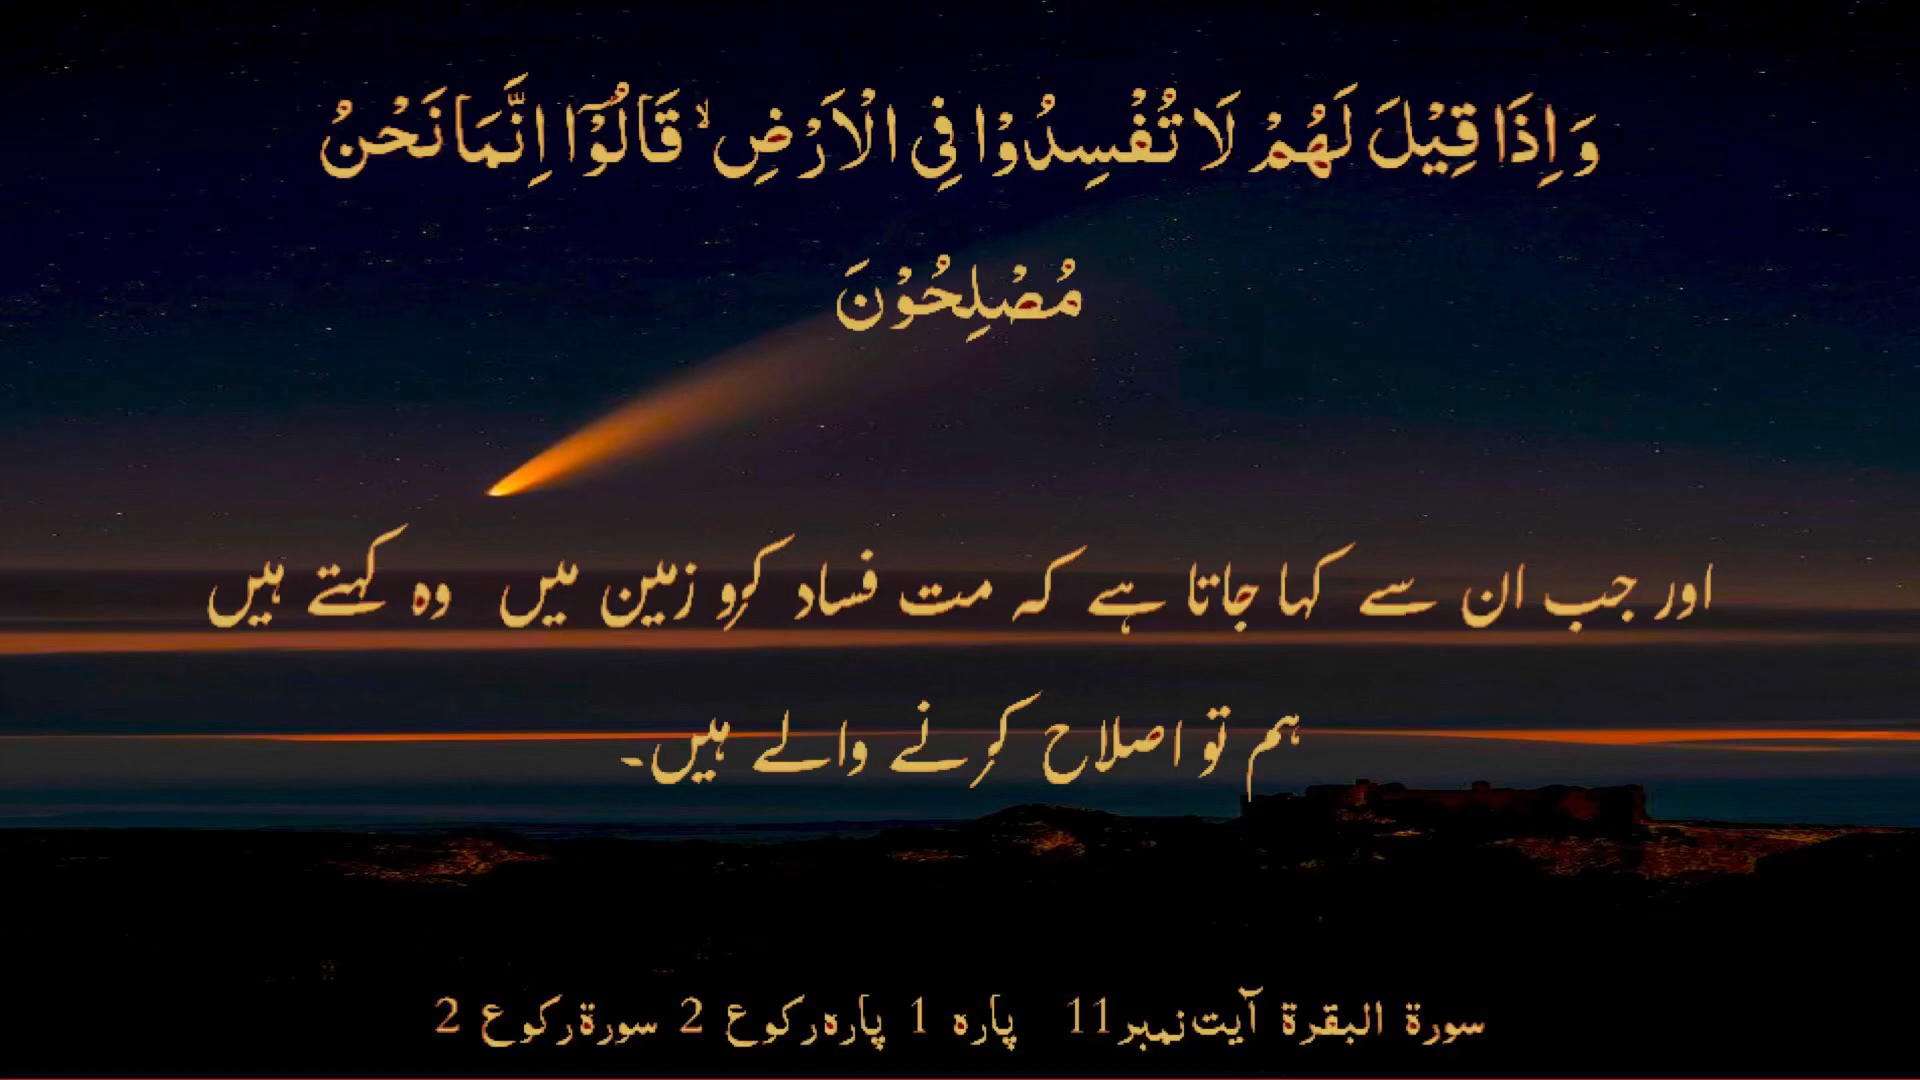 وَ اِذَا قِيْلَ لَهُمْ لَا تُفْسِدُوْا فِى الْاَرْضِ ۙ قَالُوْۤا اِنَّمَا نَحْنُ
مُصْلِحُوْنَ
اور جب ان سے کہا جاتا ہے کہ مت فساد کرو زمین میں وہ کہتے ہیں
ہم تو اصلاح کرنے والے ہیں۔
سورۃ البقرۃ آیت نمبر 11 پارہ 1 پارہ رکوع 2 سورۃ رکوع 2